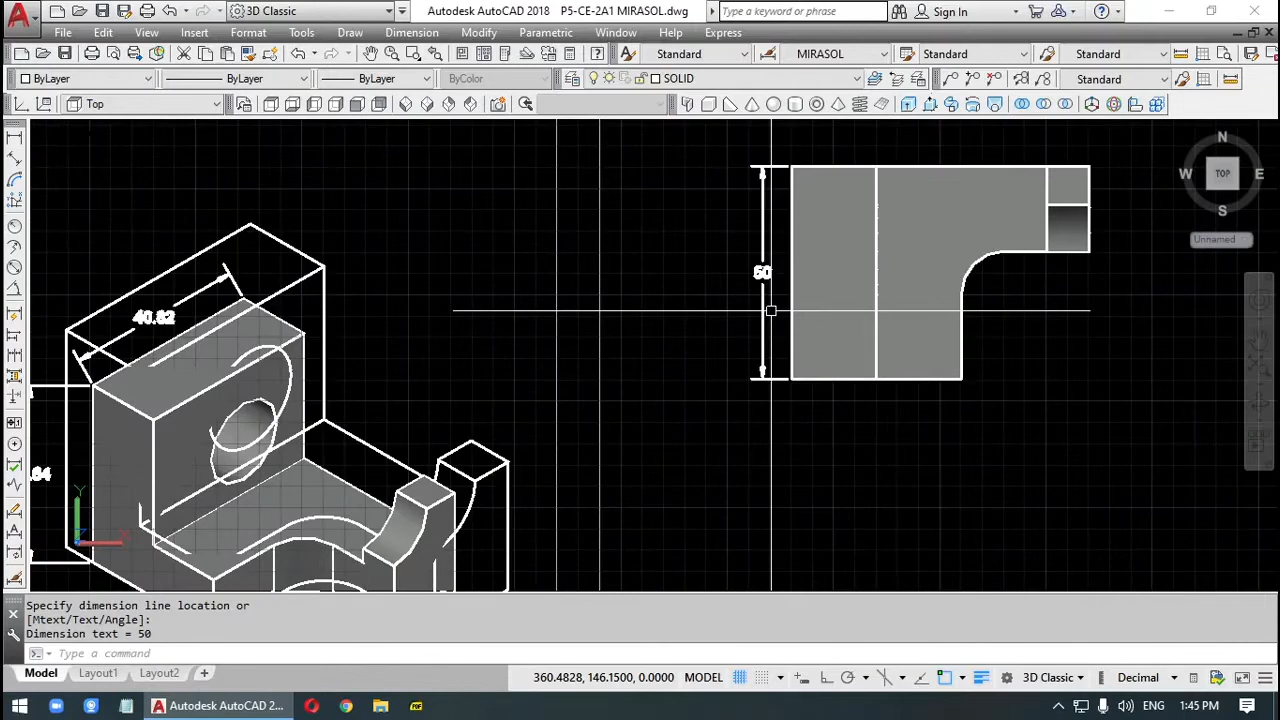 3D Classic
Autodesk AutoCAD 2018
P5-CE-2A1 MIRASOL.dwg
Type a keyword or phrase
Sign In
File Edit View Insert Format Tools Draw Dimension Modify Parametric Window Help Express
Standard
MIRASOL
Standard
Standard
ByLayer
ByLayer
ByLayer
ByColor
SOLID
Standard
Top
N
W TOP E
S
Unnamed
50
40.82
.64
Y
Specify dimension line location or
[Mtext/Text/Angle]:
Dimension text = 50
Type a command
Model Layout1 Layout2 +
360.4828, 146.1500, 0.0000 MODEL
3D Classic
Decimal
Autodesk AutoCAD 2...
PDF
ENG 1:45 PM